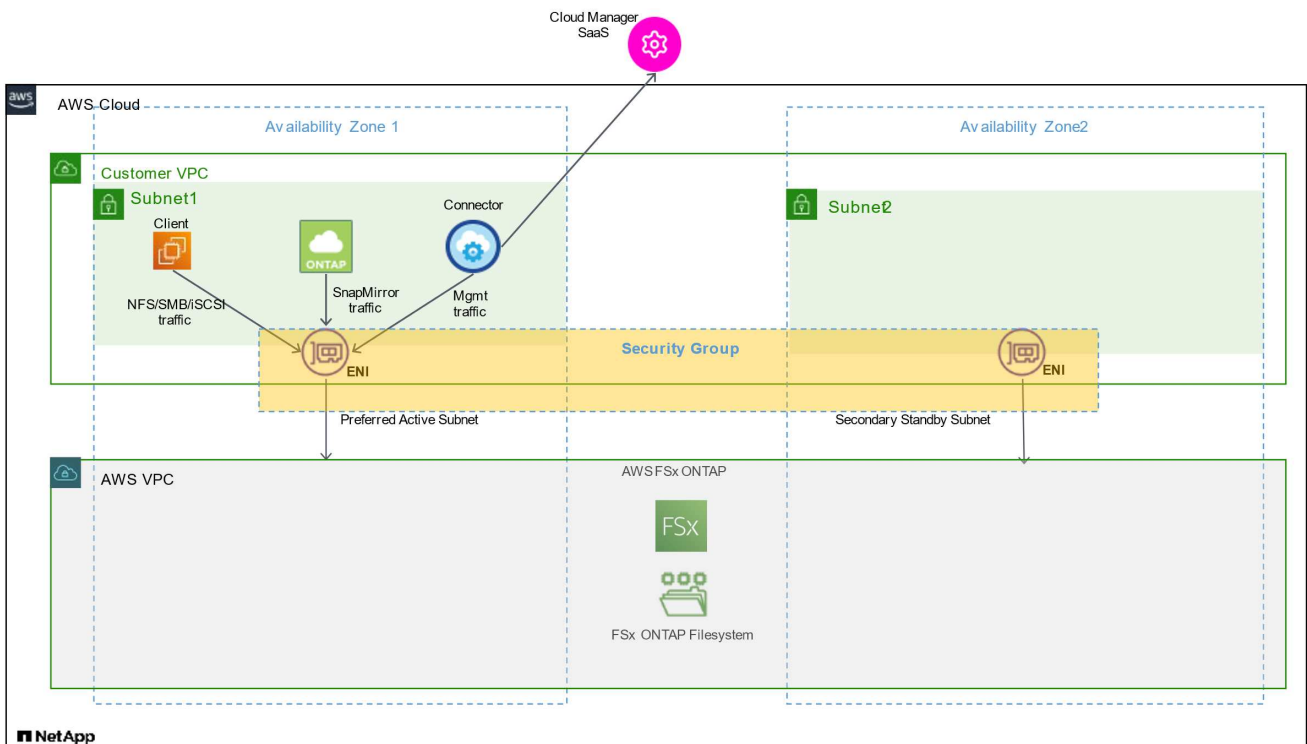 Cloud Manager
SaaS
aws
AWS Cloud
Availability Zone 1
Availability Zone2
Customer VPC
Subnet1
Subnet2
Client
Connector
ONTAP
NFS/SMB/iSCSI
traffic
SnapMirror
traffic
Mgmt
traffic
Security Group
ENI
ENI
Preferred Active Subnet
Secondary Standby Subnet
AWS VPC
AWS FSx ONTAP
FSx
FSx ONTAP Filesystem
NetApp